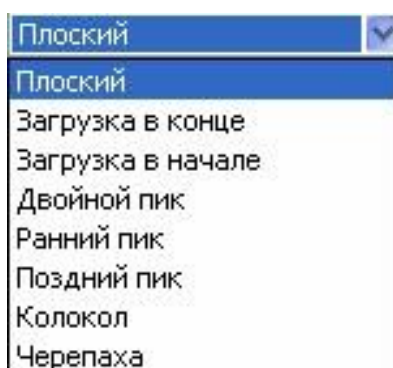 Плоский
Плоский
Загрузка в конце
Загрузка в начале
Двойной пик
Ранний пик
Поздний пик
Колокол
Черепаха